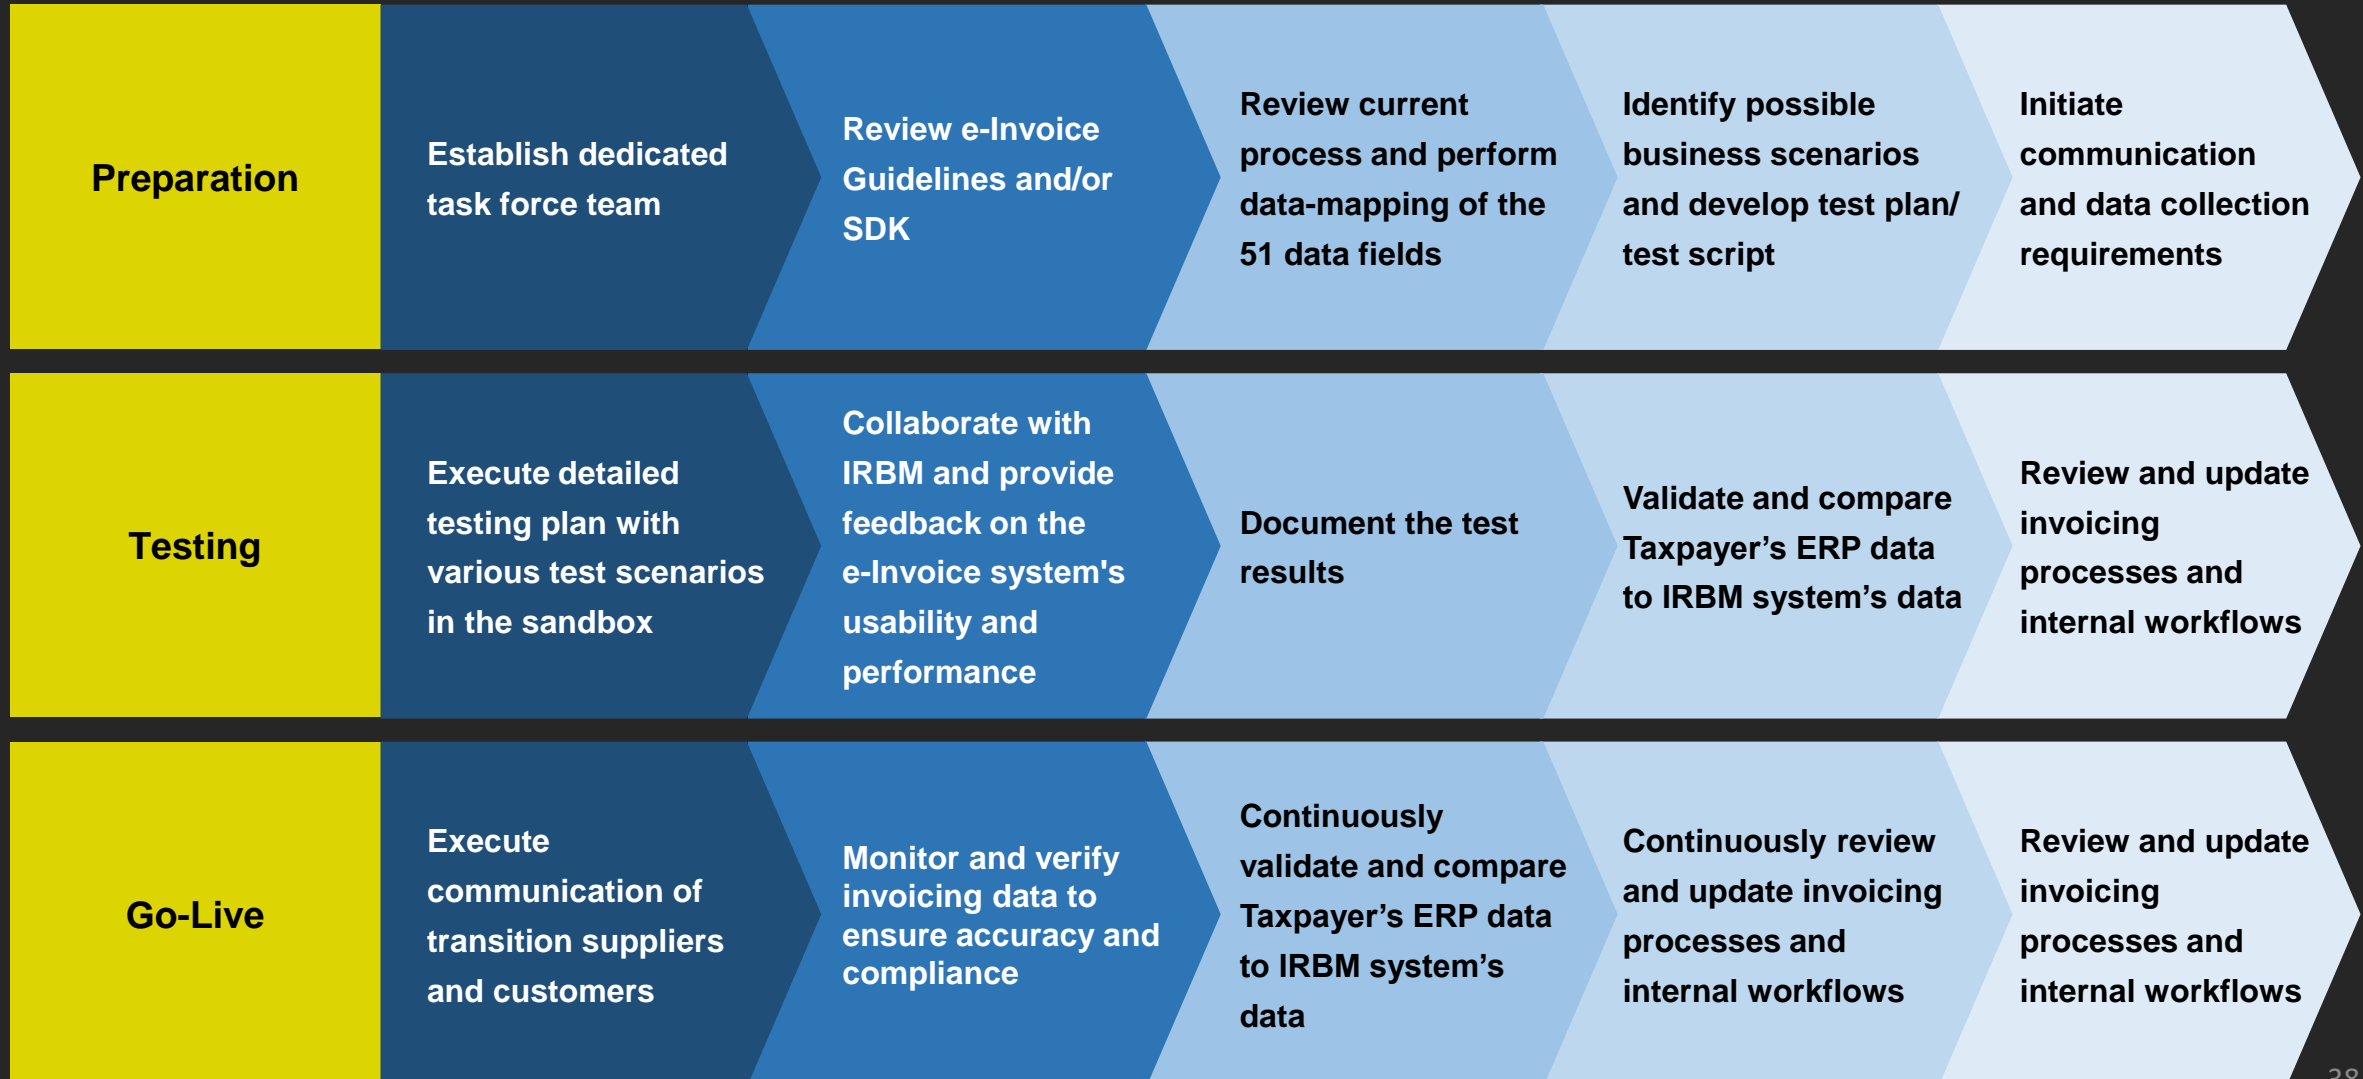 Preparation
Establish dedicated
task force team
Review e-Invoice
Guidelines and/or
SDK
Review current
process and perform
data-mapping of the
51 data fields
Identify possible
business scenarios
and develop test plan/
test script
Initiate
communication
and data collection
requirements
Testing
Execute detailed
testing plan with
various test scenarios
in the sandbox
Collaborate with
IRBM and provide
feedback on the
e-Invoice system's
usability and
performance
Document the test
results
Validate and compare
Taxpayer’s ERP data
to IRBM system’s data
Review and update
invoicing
processes and
internal workflows
Go-Live
Execute
communication of
transition suppliers
and customers
Monitor and verify
invoicing data to
ensure accuracy and
compliance
Continuously
validate and compare
Taxpayer’s ERP data
to IRBM system’s
data
Continuously review
and update invoicing
processes and
internal workflows
Review and update
invoicing
processes and
internal workflows
38